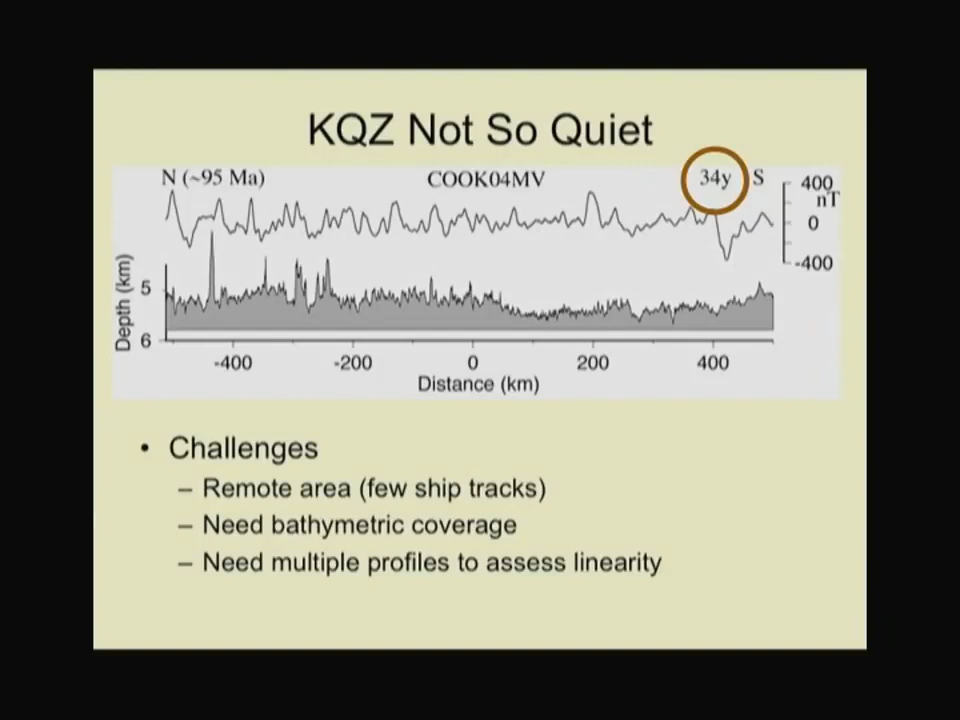 KQZ Not So Quiet
N (~95 Ma) COOK04MV 34y S
400
nT
0
-400
Depth (km)
5
6
-400 -200 0 200 400
Distance (km)
• Challenges
– Remote area (few ship tracks)
– Need bathymetric coverage
– Need multiple profiles to assess linearity